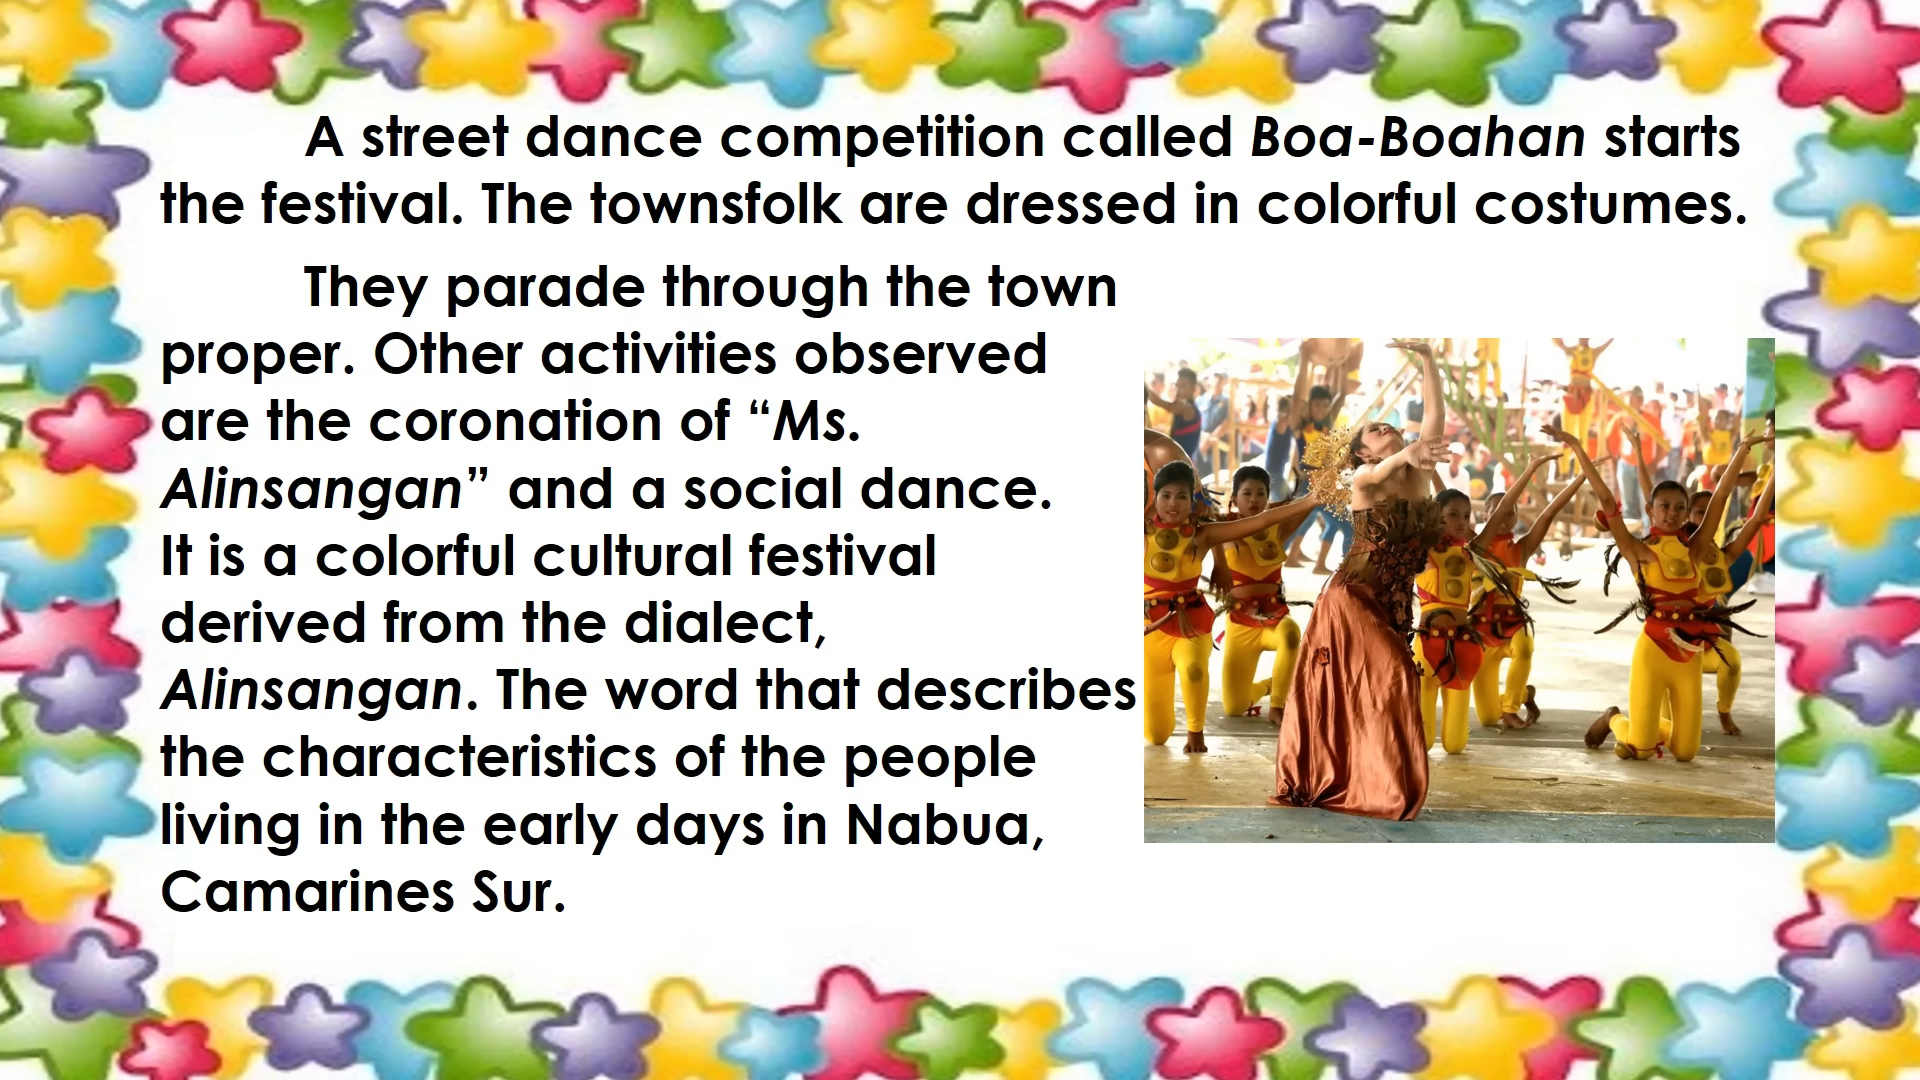 A street dance competition called Boa-Boahan starts
the festival. The townsfolk are dressed in colorful costumes.
They parade through the town
proper. Other activities observed
are the coronation of “Ms.
Alinsangan” and a social dance.
It is a colorful cultural festival
derived from the dialect,
Alinsangan. The word that describes
the characteristics of the people
living in the early days in Nabua,
Camarines Sur.